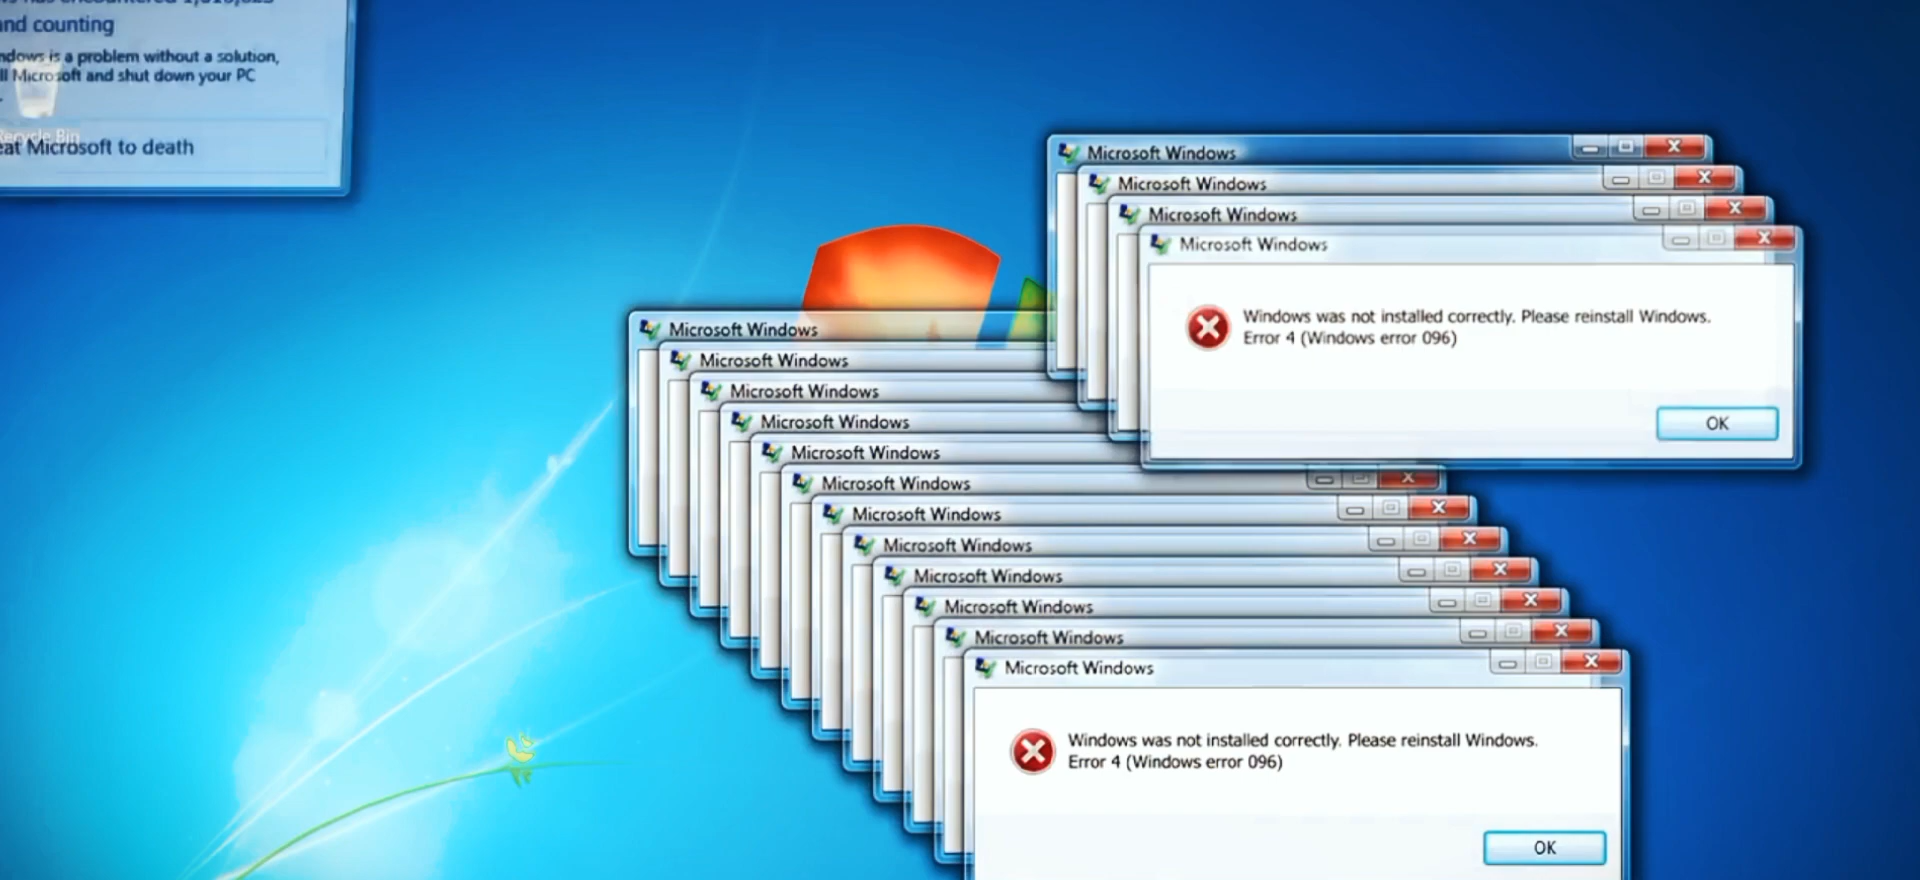 and counting
is a problem without a solution,
Microsoft and shut down your PC
Recycle Bin
Microsoft to death
Microsoft Windows
Microsoft Windows
Microsoft Windows
Microsoft Windows
Windows was not installed correctly. Please reinstall Windows.
Error 4 (Windows error 096)
OK
Microsoft Windows
Microsoft Windows
Microsoft Windows
Microsoft Windows
Microsoft Windows
Microsoft Windows
Microsoft Windows
Microsoft Windows
Microsoft Windows
Microsoft Windows
Microsoft Windows
Microsoft Windows
Windows was not installed correctly. Please reinstall Windows.
Error 4 (Windows error 096)
OK